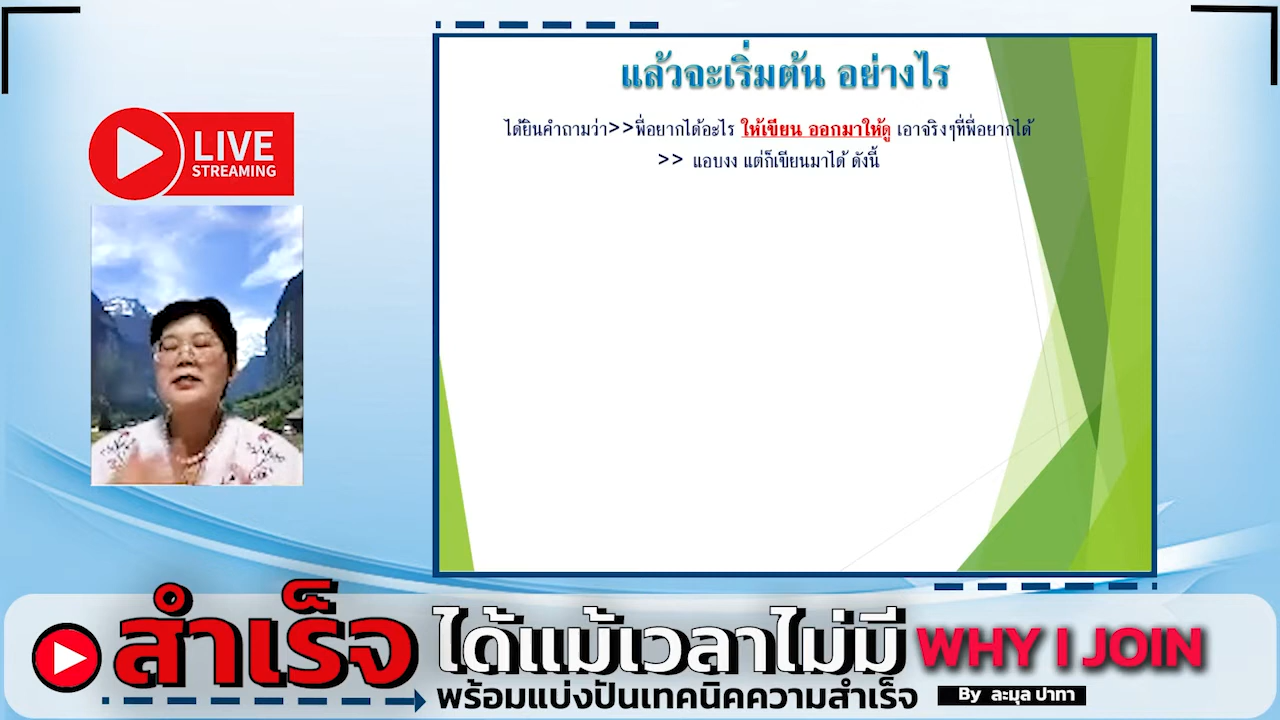 แล้วจะเริ่มต้น อย่างไร
ได้ยินคำถามว่า>>พี่อยากได้อะไร ให้เขียน ออกมาให้ดู เอาจริงๆที่พี่อยากได้
>> แอบงง แต่ก็เขียนมาได้ ดังนี้
LIVE
STREAMING
สำเร็จ ได้แม้เวลาไม่มี WHY I JOIN
พร้อมแบ่งปันเทคนิคความสำเร็จ By ละมุล ปาทา